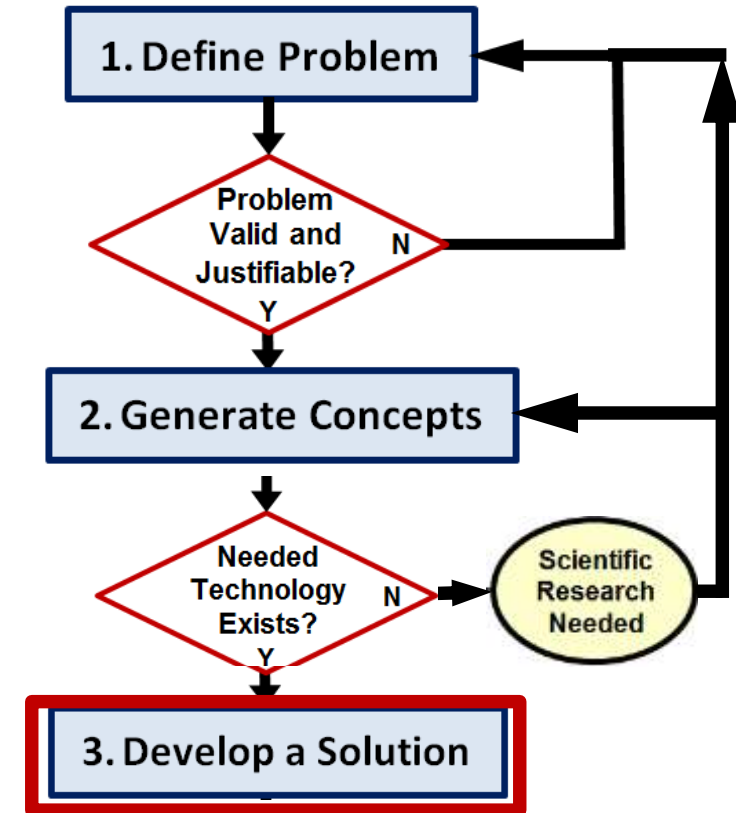 1. Define Problem
Problem
Valid and
Justifiable?
N
Y
2. Generate Concepts
Needed
Technology
Exists?
N
Y
Scientific
Research
Needed
3. Develop a Solution